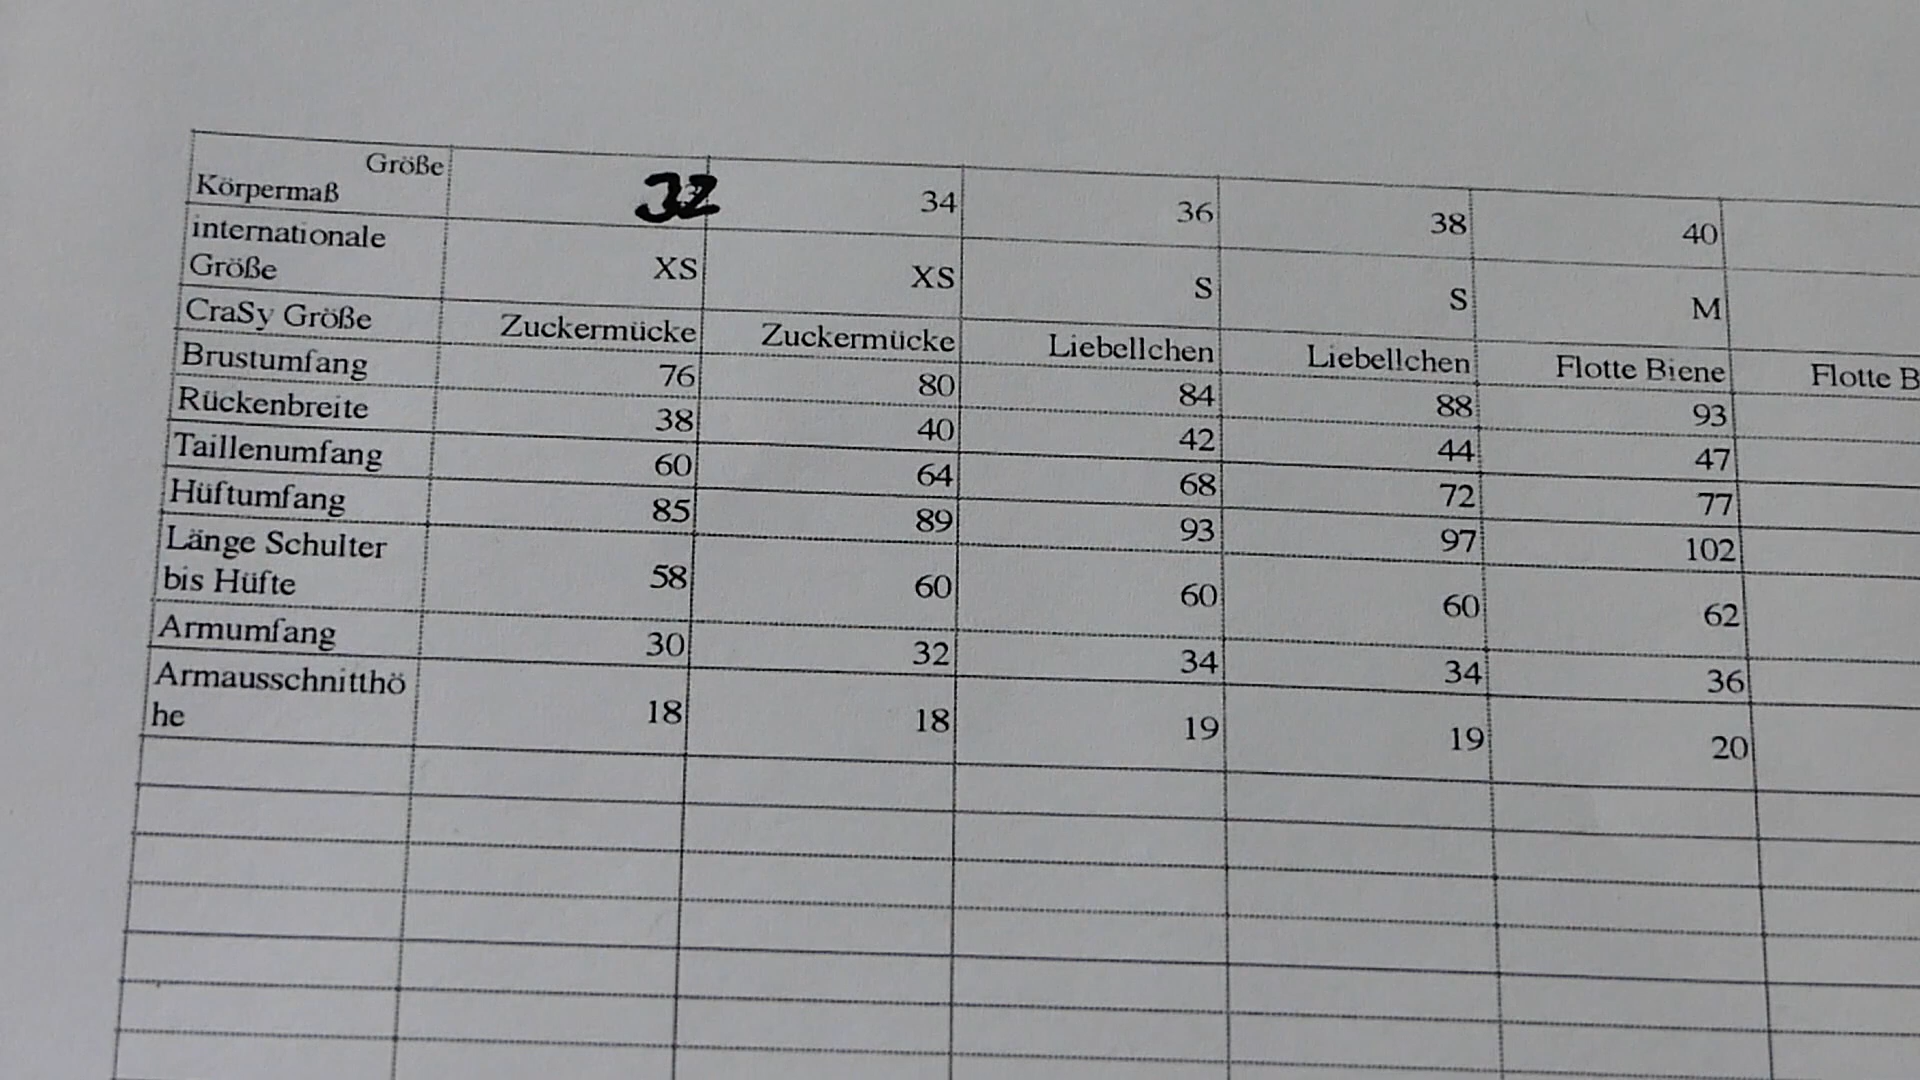 Größe
Körpermaß 32 34 36 38 40
internationale
Größe XS XS S S M
CraSy Größe Zuckermücke Zuckermücke Liebellchen Liebellchen Flotte Biene Flotte B
Brustumfang 76 80 84 88 93
Rückenbreite 38 40 42 44 47
Taillenumfang 60 64 68 72 77
Hüftumfang 85 89 93 97 102
Länge Schulter
bis Hüfte 58 60 60 60 62
Armumfang 30 32 34 34 36
Armausschnitthö
he 18 18 19 19 20